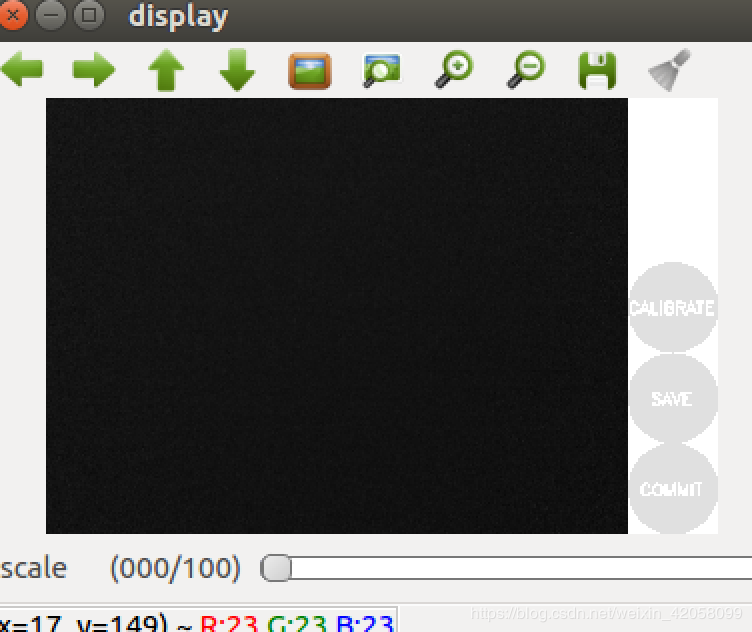 display
CALIBRATE
SAVE
COMMIT
scale (000/100)
x=17, y=149) ~ R:23 G:23 B:23
https://blog.csdn.net/weixin_42058099